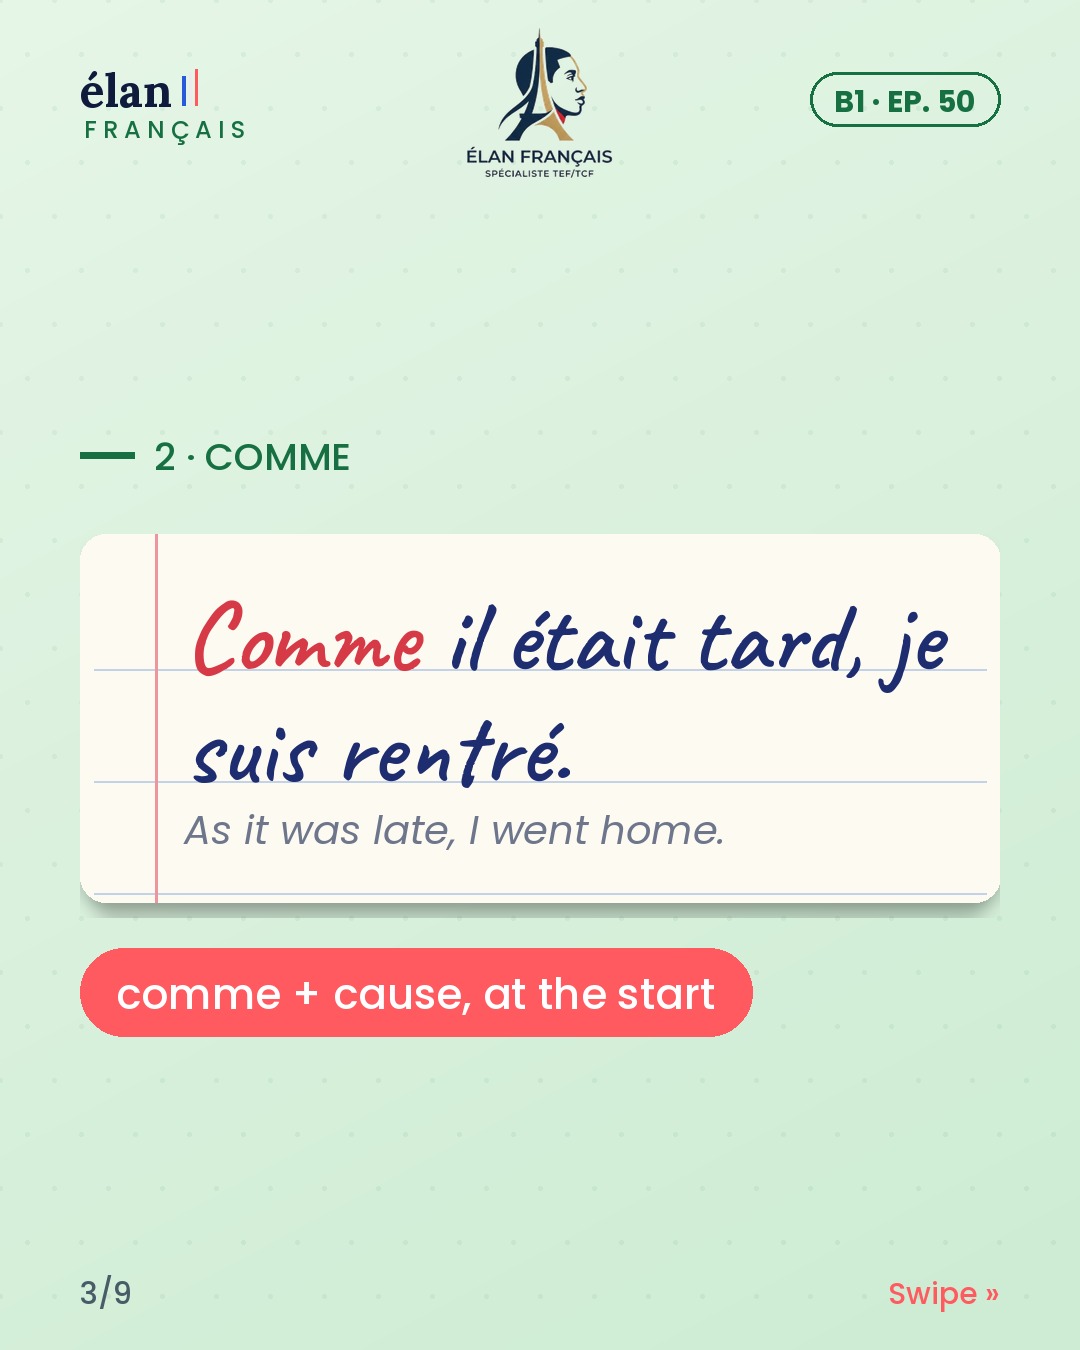 élan
FRANÇAIS
ÉLAN FRANÇAIS
SPÉCIALISTE TEF/TCF
B1 · EP. 50
2 · COMME
Comme il était tard, je
suis rentré.
As it was late, I went home.
comme + cause, at the start
3/9
Swipe »